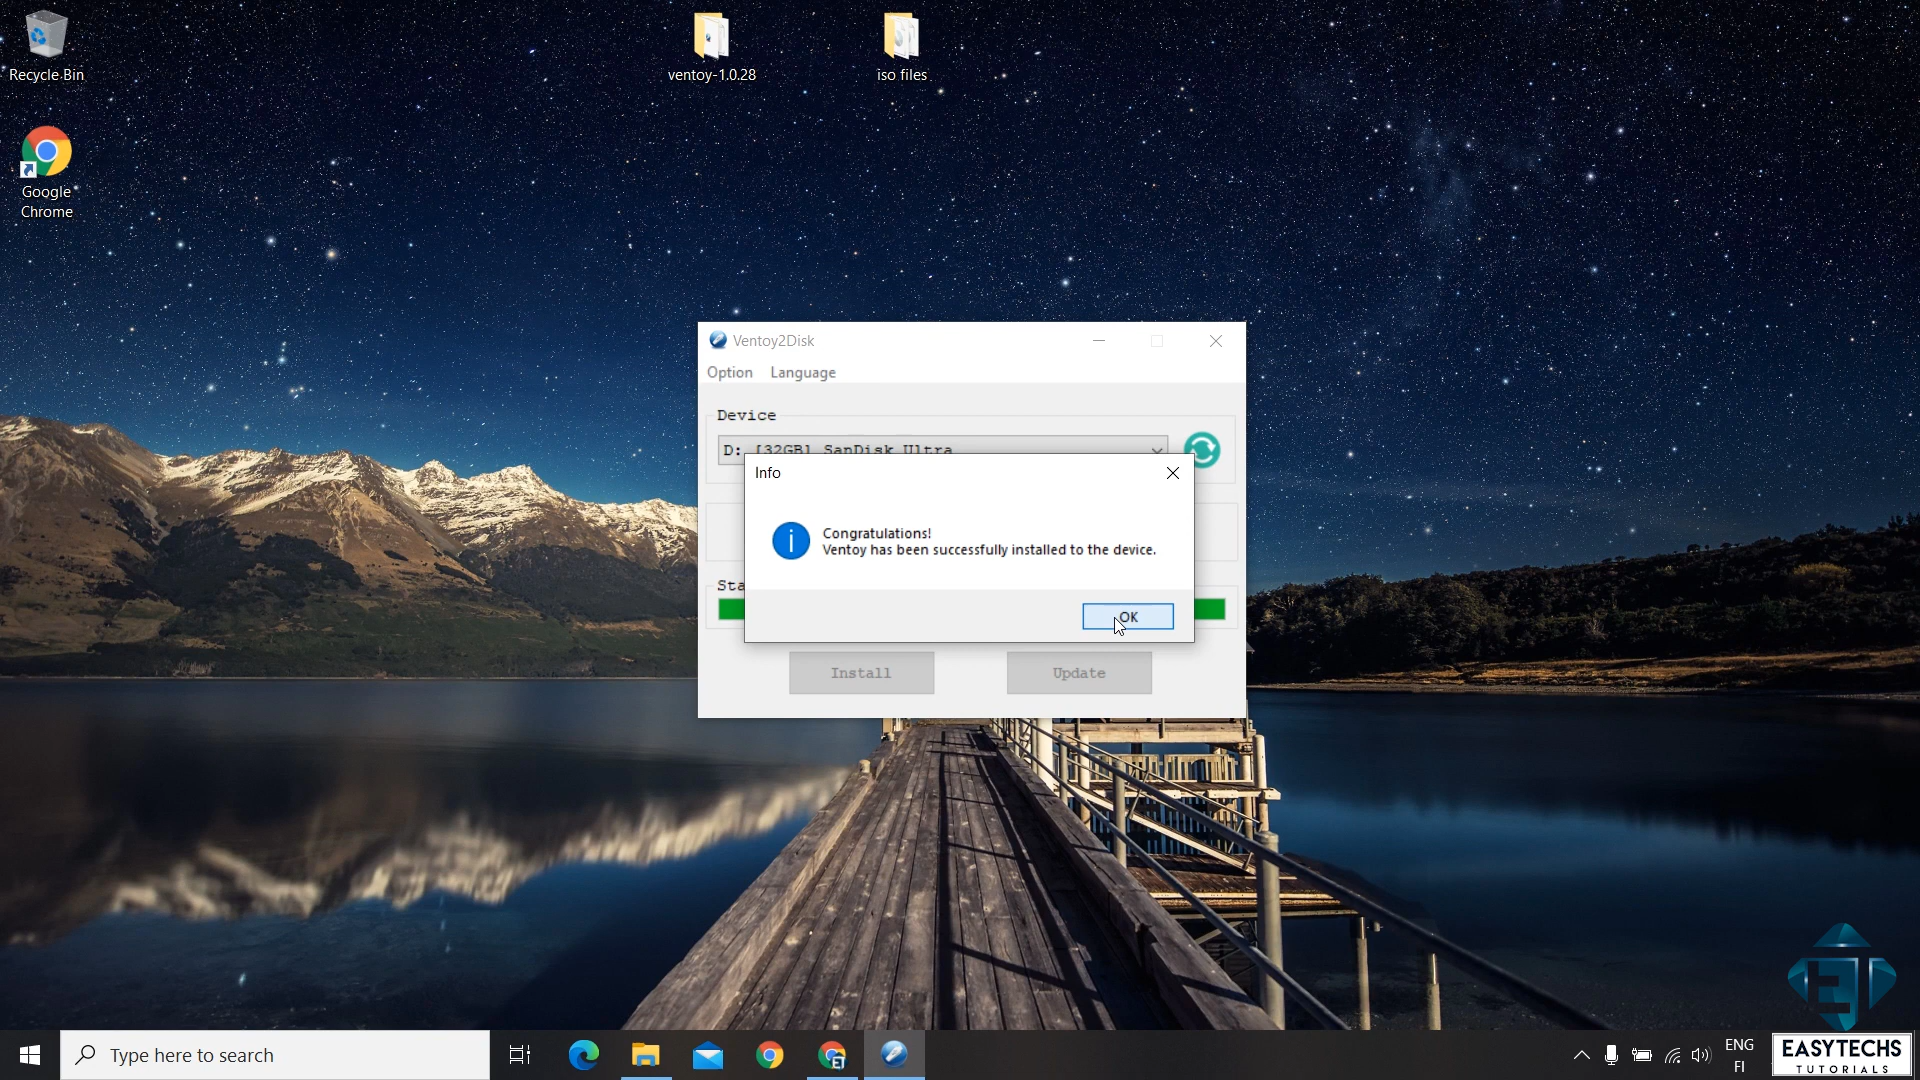 Recycle Bin
ventoy-1.0.28
iso files
Google
Chrome
Ventoy2Disk
Option Language
Device
D: [32GB] SanDisk Ultra
Info
Congratulations!
Ventoy has been successfully installed to the device.
Sta
OK
Install Update
Type here to search
ENG
FI
ET
EASYTECHS
TUTORIALS